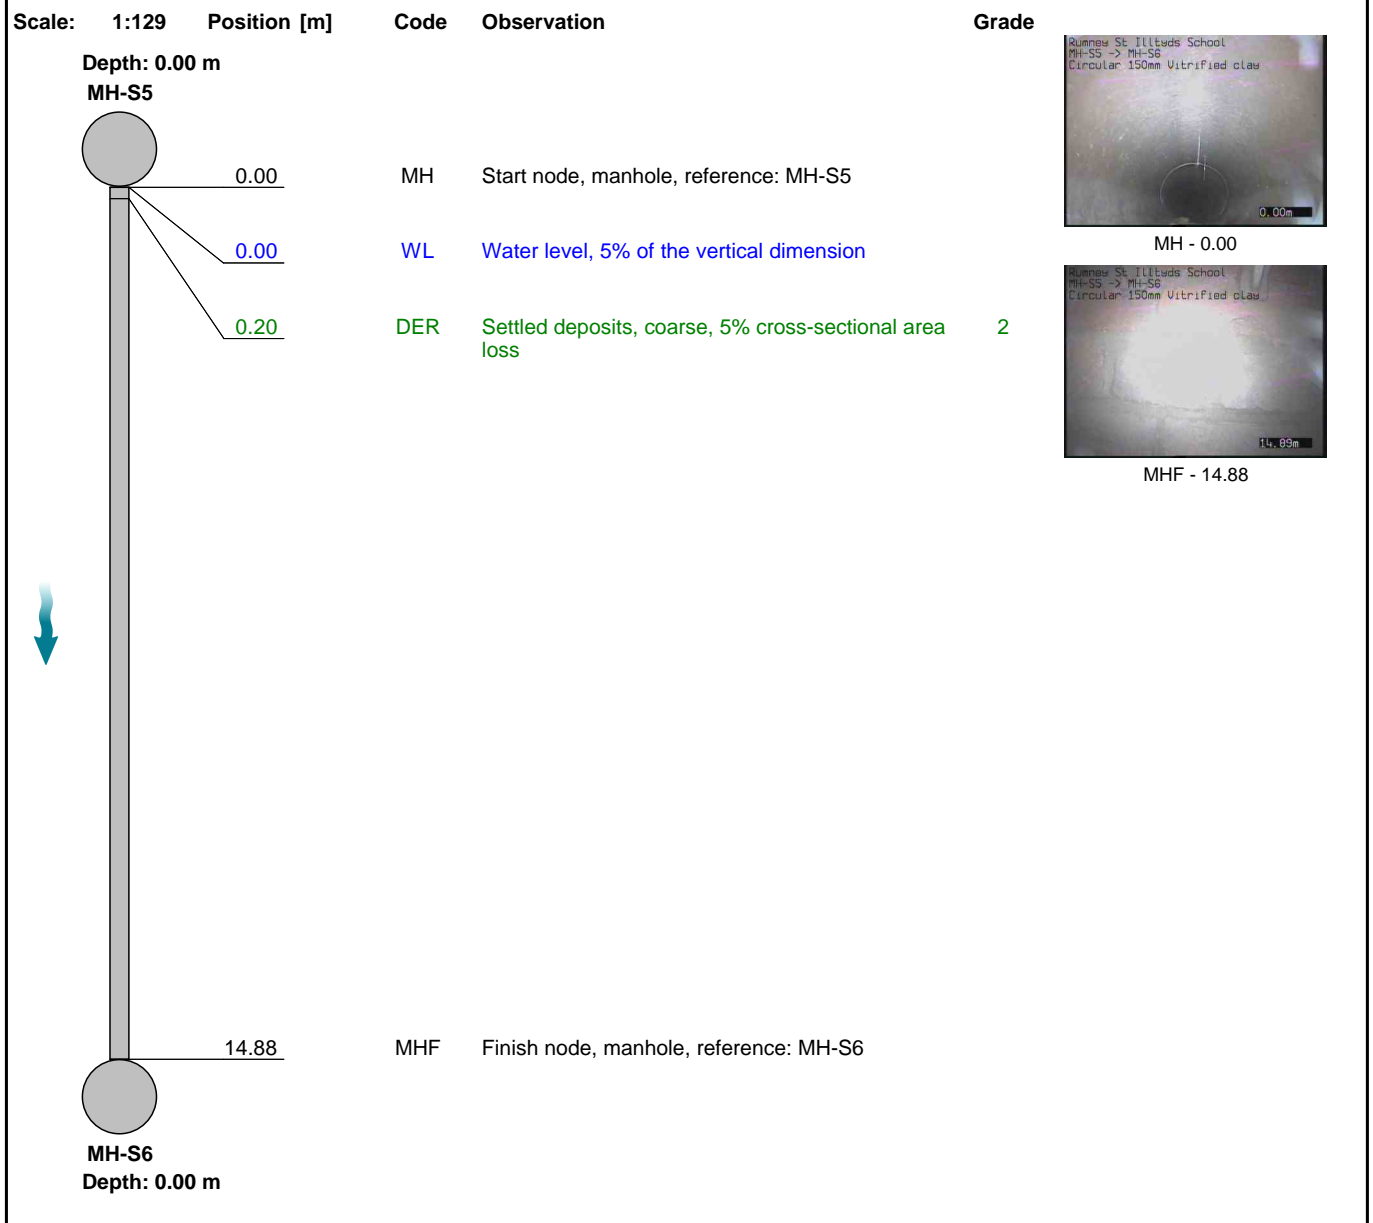 Scale: 1:129 Position [m] Code Observation Grade
Depth: 0.00 m
MH-S5
0.00 MH Start node, manhole, reference: MH-S5
0.00 WL Water level, 5% of the vertical dimension
0.20 DER Settled deposits, coarse, 5% cross-sectional area 2
loss
14.88 MHF Finish node, manhole, reference: MH-S6
MH-S6
Depth: 0.00 m
Rumney St Illtyds School
MH-S5 -> MH-S6
Circular 150mm Vitrified clay
0.00m
MH - 0.00
Rumney St Illtyds School
MH-S5 -> MH-S6
Circular 150mm Vitrified clay
14.89m
MHF - 14.88